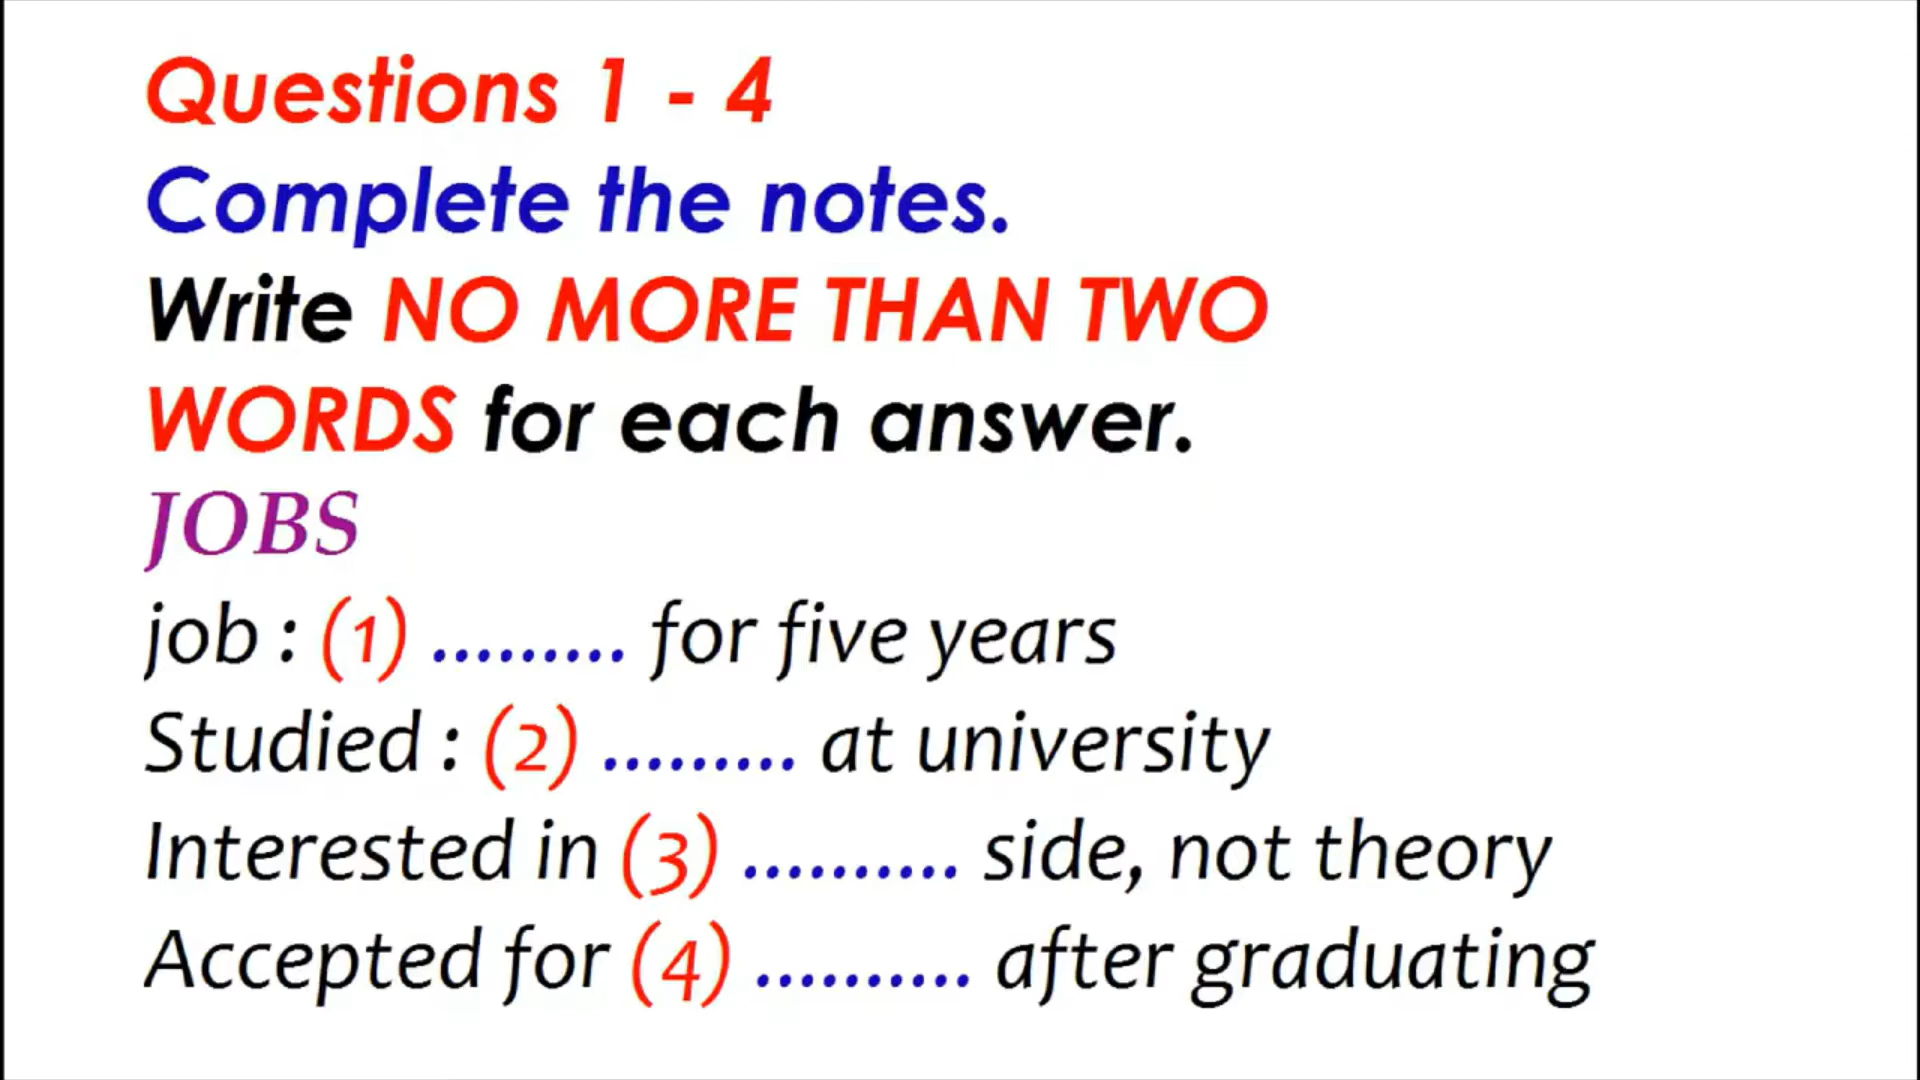 Questions 1 - 4
Complete the notes.
Write NO MORE THAN TWO
WORDS for each answer.
JOBS
job : (1) ......... for five years
Studied : (2) ......... at university
Interested in (3) .......... side, not theory
Accepted for (4) .......... after graduating